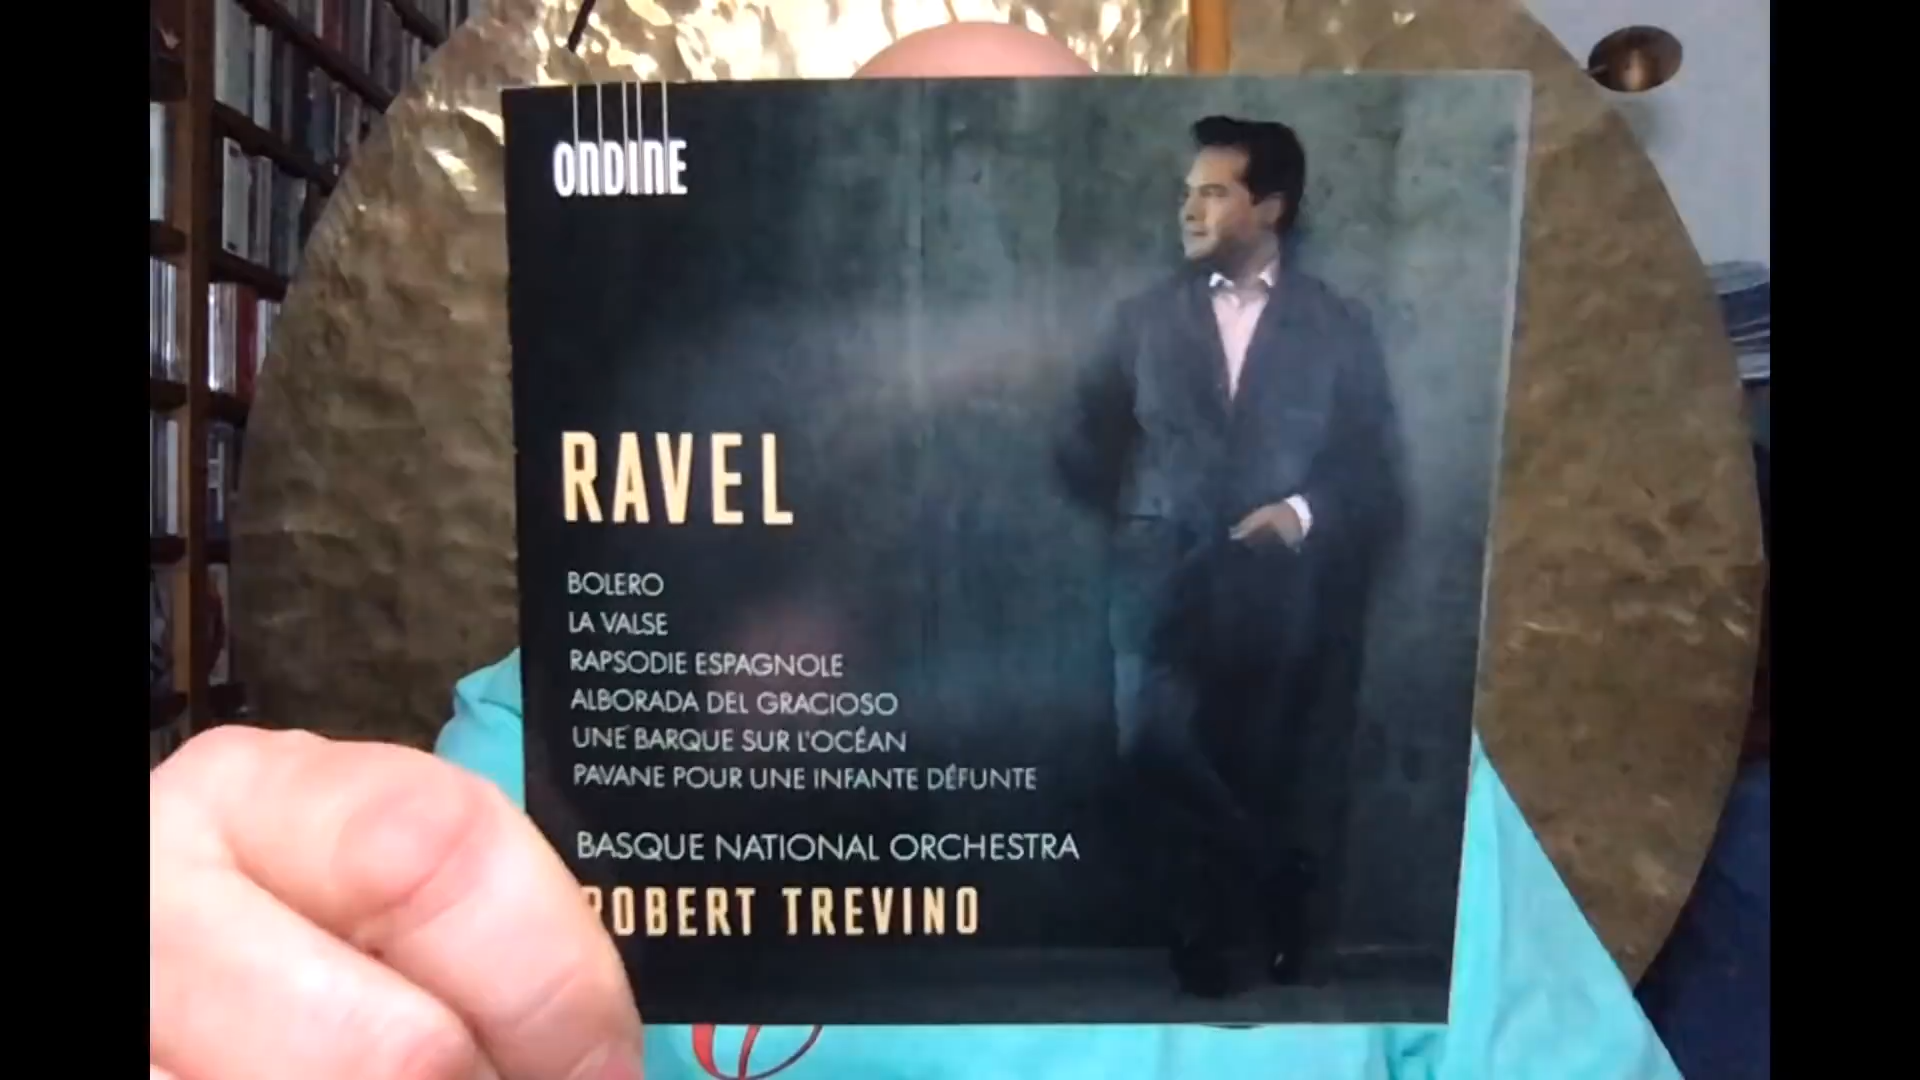 ONDINE
RAVEL
BOLERO
LA VALSE
RAPSODIE ESPAGNOLE
ALBORADA DEL GRACIOSO
UNE BARQUE SUR L'OCÉAN
PAVANE POUR UNE INFANTE DÉFUNTE
BASQUE NATIONAL ORCHESTRA
ROBERT TREVINO